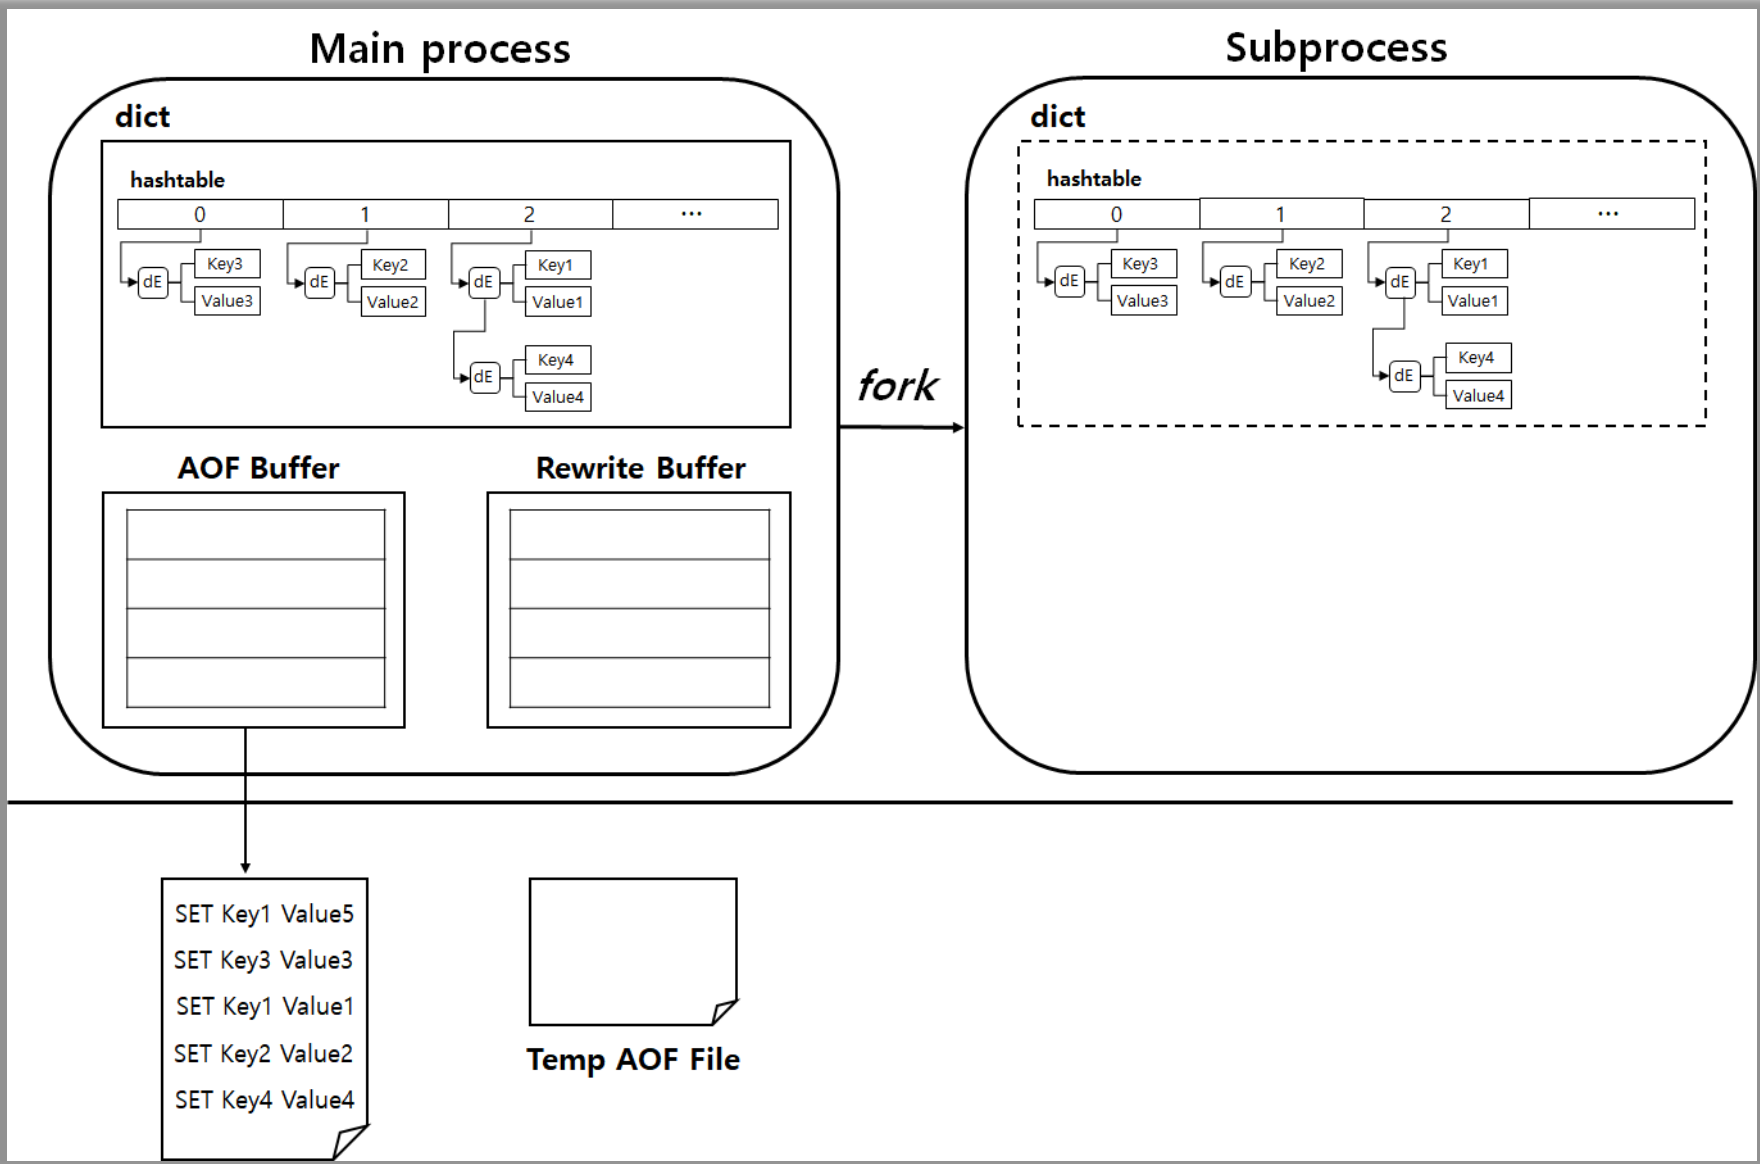 Main process
Subprocess
dict
hashtable
0 1 2 ...
dE Key3 Value3
dE Key2 Value2
dE Key1 Value1
dE Key4 Value4
AOF Buffer
Rewrite Buffer
fork
dict
hashtable
0 1 2 ...
dE Key3 Value3
dE Key2 Value2
dE Key1 Value1
dE Key4 Value4
SET Key1 Value5
SET Key3 Value3
SET Key1 Value1
SET Key2 Value2
SET Key4 Value4
Temp AOF File